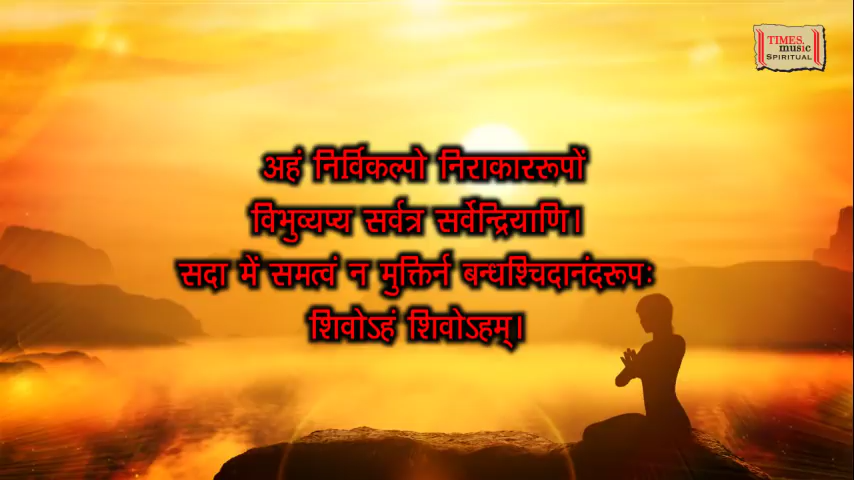 TIMES.
music
SPIRITUAL
अहं निर्विकल्पो निराकाररूपों
विभुव्यप्य सर्वत्र सर्वेन्द्रियाणि।
सदा में समत्वं न मुक्तिर्न बन्धश्चिदानंदरूपः
शिवोऽहं शिवोऽहम्।